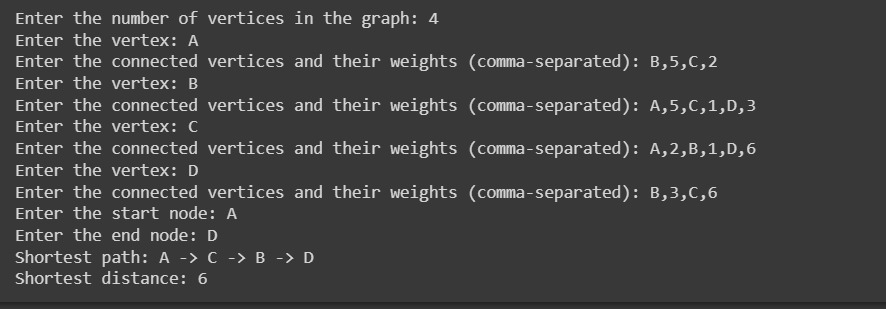 Enter the number of vertices in the graph: 4
Enter the vertex: A
Enter the connected vertices and their weights (comma-separated): B,5,C,2
Enter the vertex: B
Enter the connected vertices and their weights (comma-separated): A,5,C,1,D,3
Enter the vertex: C
Enter the connected vertices and their weights (comma-separated): A,2,B,1,D,6
Enter the vertex: D
Enter the connected vertices and their weights (comma-separated): B,3,C,6
Enter the start node: A
Enter the end node: D
Shortest path: A -> C -> B -> D
Shortest distance: 6